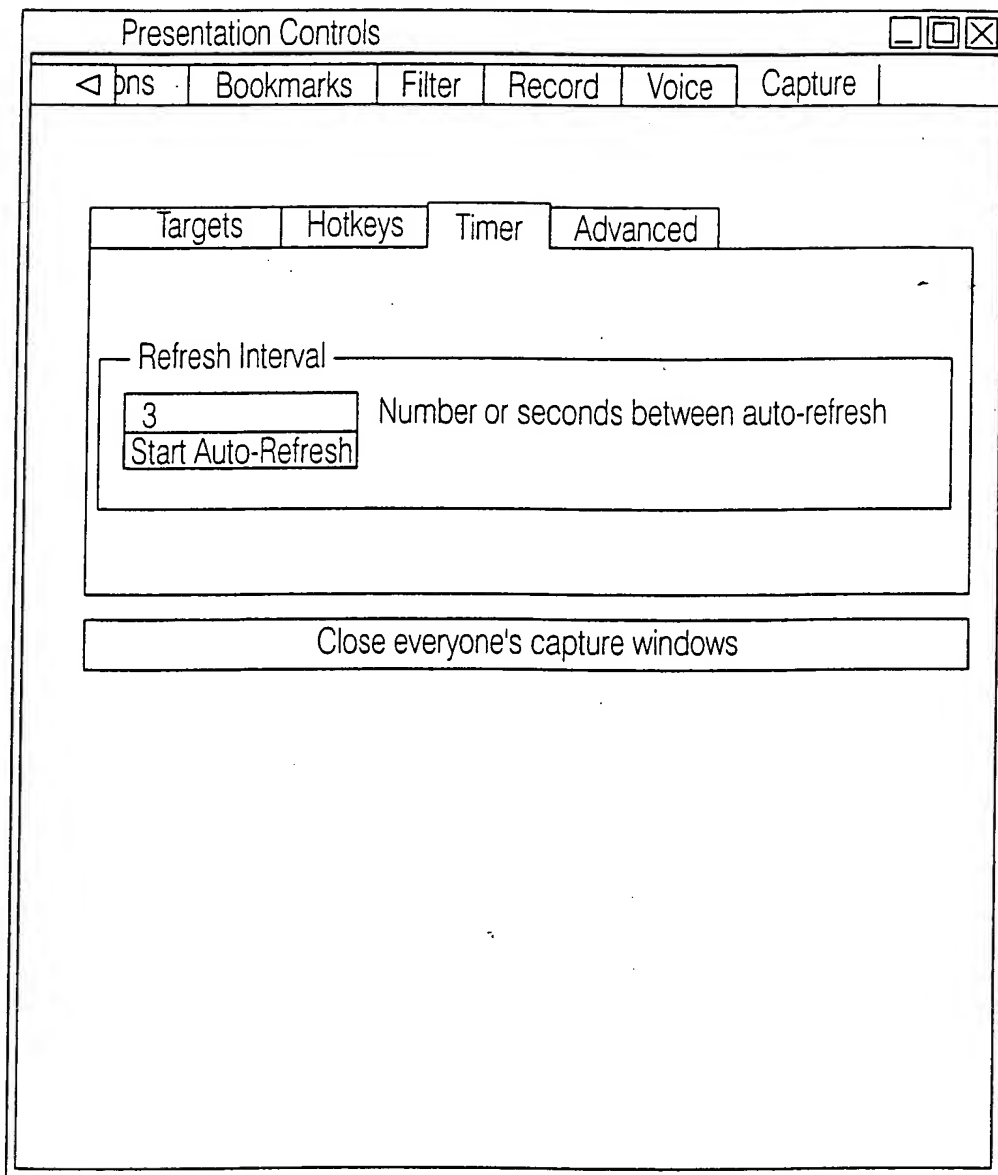 Presentation Controls
ons Bookmarks Filter Record Voice Capture
Targets Hotkeys Timer Advanced
Refresh Interval
3 Number or seconds between auto-refresh
Start Auto-Refresh
Close everyone's capture windows